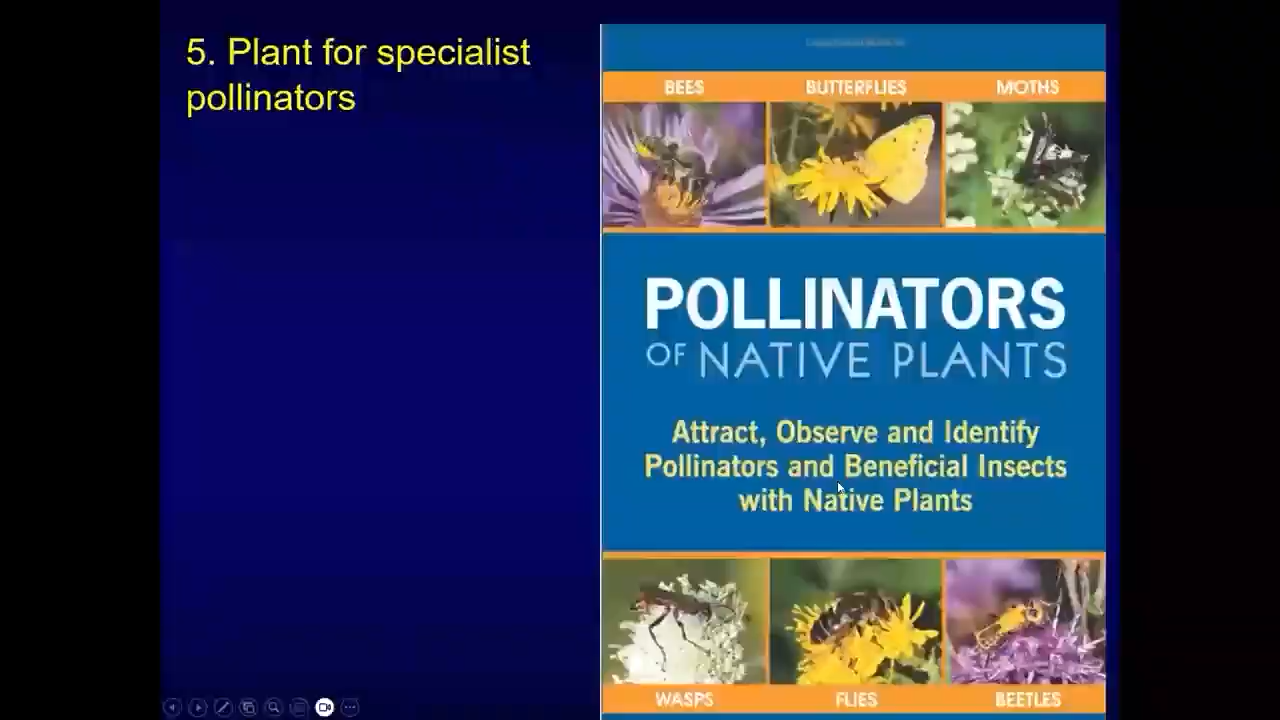 5. Plant for specialist
pollinators
BEES
BUTTERFLIES
MOTHS
POLLINATORS
OF NATIVE PLANTS
Attract, Observe and Identify
Pollinators and Beneficial Insects
with Native Plants
WASPS
FLIES
BEETLES